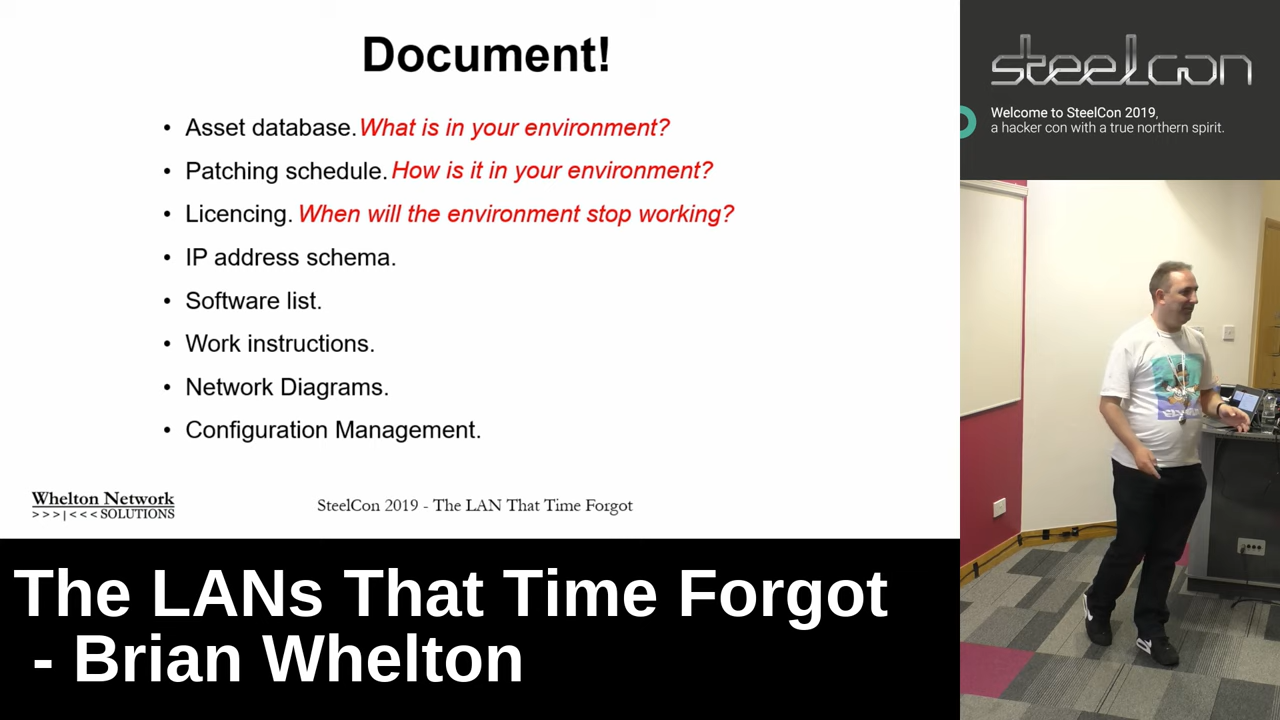 Document!
• Asset database. What is in your environment?
• Patching schedule. How is it in your environment?
• Licencing. When will the environment stop working?
• IP address schema.
• Software list.
• Work instructions.
• Network Diagrams.
• Configuration Management.
Whelton Network
>>>|<<< SOLUTIONS
SteelCon 2019 - The LAN That Time Forgot
The LANs That Time Forgot
- Brian Whelton
steelcon
Welcome to SteelCon 2019,
a hacker con with a true northern spirit.